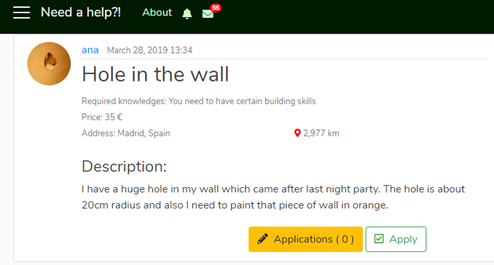 Need a help?! About 55
ana March 28, 2019 13:34
Hole in the wall
Required knowledges: You need to have certain building skills
Price: 35 €
Address: Madrid, Spain 2,977 km
Description:
I have a huge hole in my wall which came after last night party. The hole is about
20cm radius and also I need to paint that piece of wall in orange.
Applications ( 0 ) Apply